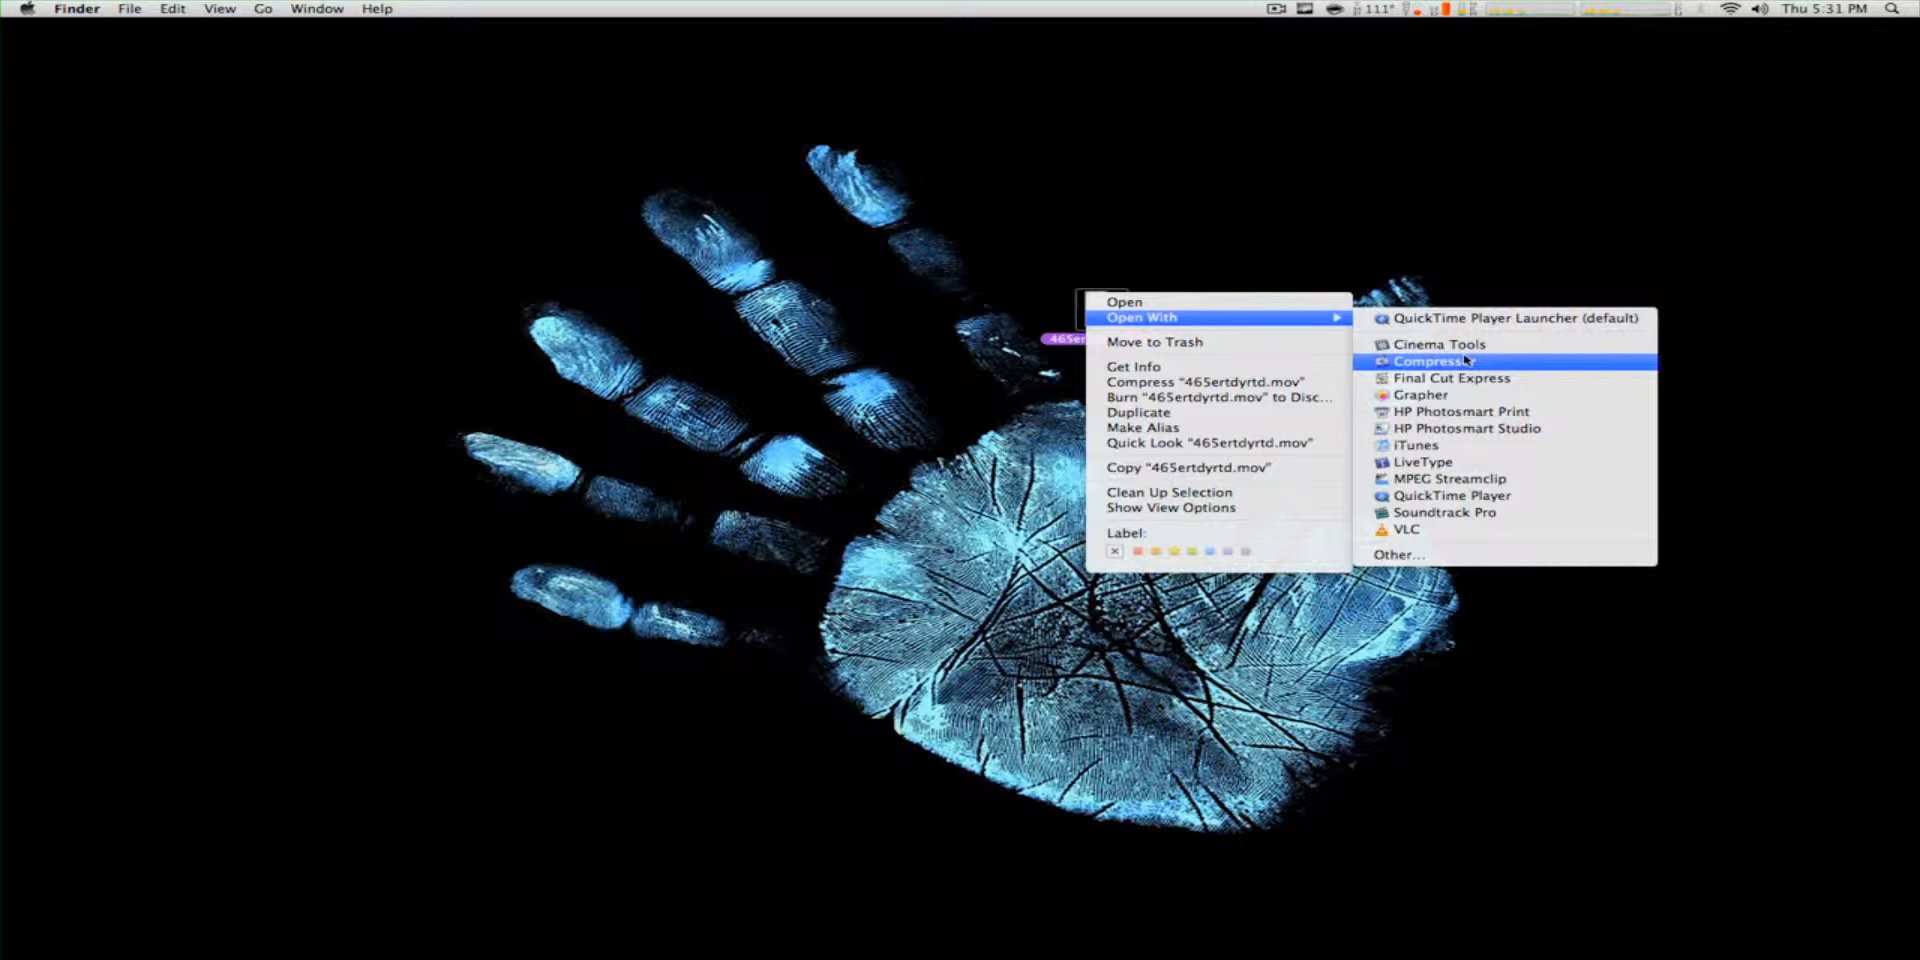 Finder File Edit View Go Window Help
111° Thu 5:31 PM
465er
Open
Open With
Move to Trash
Get Info
Compress "465ertdyrtd.mov"
Burn "465ertdyrtd.mov" to Disc...
Duplicate
Make Alias
Quick Look "465ertdyrtd.mov"
Copy "465ertdyrtd.mov"
Clean Up Selection
Show View Options
Label:
QuickTime Player Launcher (default)
Cinema Tools
Compressor
Final Cut Express
Grapher
HP Photosmart Print
HP Photosmart Studio
iTunes
LiveType
MPEG Streamclip
QuickTime Player
Soundtrack Pro
VLC
Other...